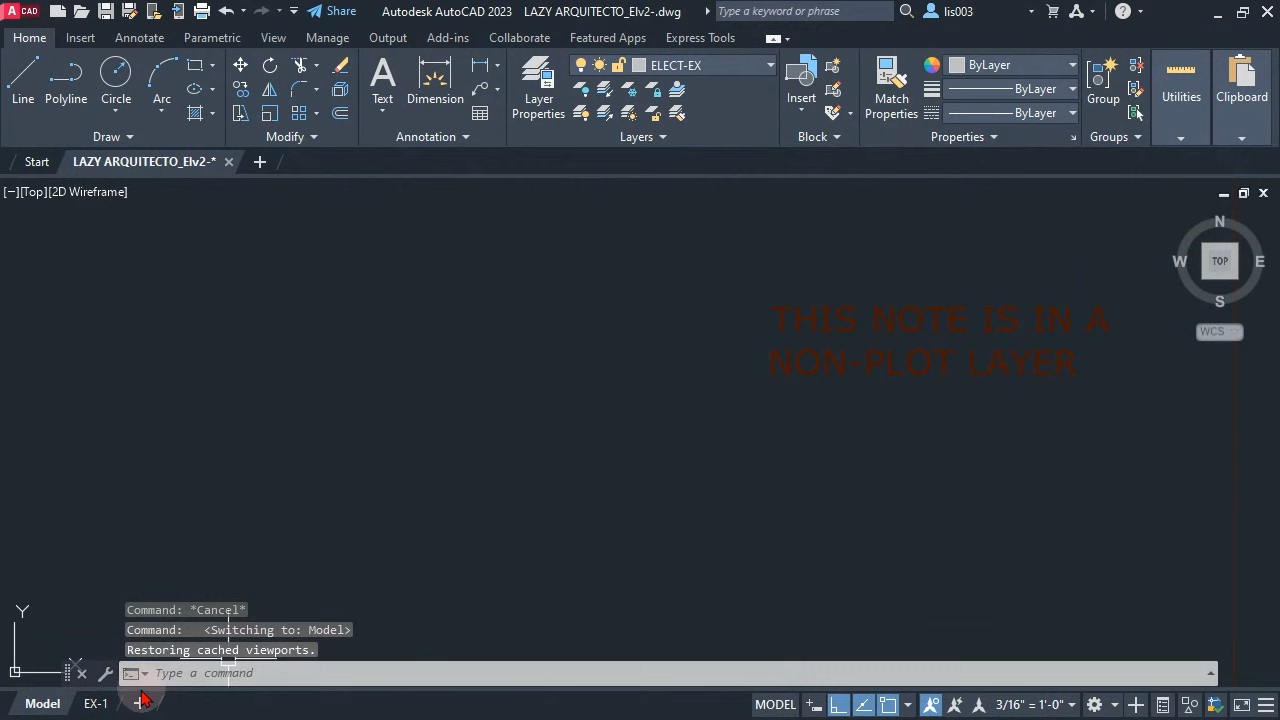 A CAD
Share
Autodesk AutoCAD 2023 LAZY ARQUITECTO_Elv2-.dwg
Type a keyword or phrase
lis003
Home Insert Annotate Parametric View Manage Output Add-ins Collaborate Featured Apps Express Tools
ELECT-EX
ByLayer
ByLayer
ByLayer
Line Polyline Circle Arc
Text Dimension
Layer Properties
Insert
Match Properties
Group
Utilities
Clipboard
Draw Modify Annotation Layers Block Properties Groups
Start LAZY ARQUITECTO_Elv2-*
[−][Top][2D Wireframe]
N
W TOP E
S
WCS
THIS NOTE IS IN A
NON-PLOT LAYER
Y
Command: *Cancel*
Command: <Switching to: Model>
Restoring cached viewports.
X
Type a command
Model EX-1
MODEL
3/16" = 1'-0"